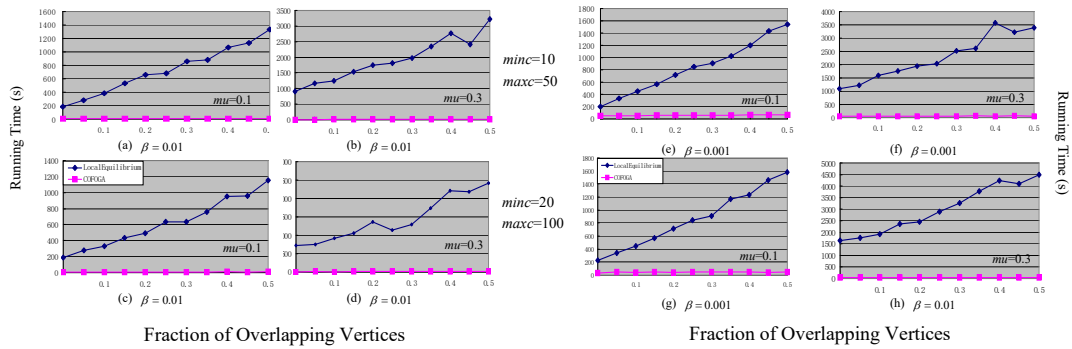 Running Time (s)
1600
1400
1200
1000
800
600
400
200
0
mu=0.1
0.1 0.2 0.3 0.4 0.5
(a) β = 0.01
3500
3000
2500
2000
1500
1000
500
0
mu=0.3
0.1 0.2 0.3 0.4 0.5
(b) β = 0.01
minc=10
maxc=50
1800
1600
1400
1200
1000
800
600
400
200
0
mu=0.1
0.1 0.2 0.3 0.4 0.5
(e) β = 0.001
4000
3500
3000
2500
2000
1500
1000
500
0
mu=0.3
0.1 0.2 0.3 0.4 0.5
(f) β = 0.001
Running Time (s)
1400
1200
1000
800
600
400
200
0
LocalEquilibrium
COFOGA
mu=0.1
0.1 0.2 0.3 0.4 0.5
(c) β = 0.01
mu=0.3
0.1 0.2 0.3 0.4 0.5
(d) β = 0.01
minc=20
maxc=100
1800
1600
1400
1200
1000
800
600
400
200
0
LocalEquilibrium
COFOGA
mu=0.1
0.1 0.2 0.3 0.4 0.5
(g) β = 0.001
5000
4500
4000
3500
3000
2500
2000
1500
1000
500
0
mu=0.3
0.1 0.2 0.3 0.4 0.5
(h) β = 0.01
Fraction of Overlapping Vertices
Fraction of Overlapping Vertices